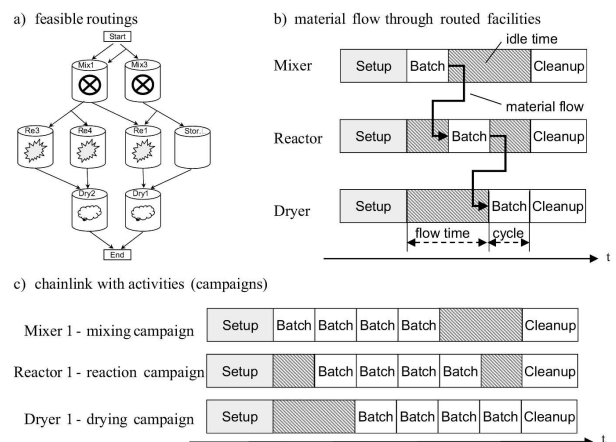 a) feasible routings
Start
Mix1
Mix3
Re3
Re4
Re1
Stor..
Dry2
Dry1
End
b) material flow through routed facilities
idle time
Mixer
Setup
Batch
Cleanup
material flow
Reactor
Setup
Batch
Cleanup
Dryer
Setup
Batch
Cleanup
flow time
cycle
t
c) chainlink with activities (campaigns)
Mixer 1 - mixing campaign
Setup
Batch
Batch
Batch
Batch
Cleanup
Reactor 1 - reaction campaign
Setup
Batch
Batch
Batch
Batch
Cleanup
Dryer 1 - drying campaign
Setup
Batch
Batch
Batch
Batch
Cleanup
t